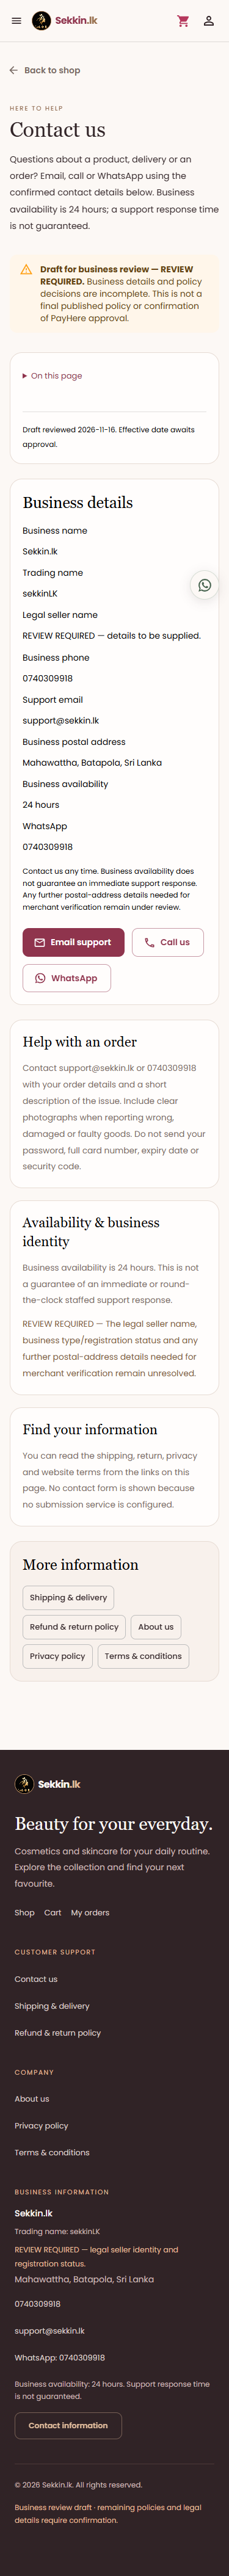 Sekkin.lk
Back to shop
HERE TO HELP
Contact us
Questions about a product, delivery or an
order? Email, call or WhatsApp using the
confirmed contact details below. Business
availability is 24 hours; a support response time
is not guaranteed.
Draft for business review — REVIEW
REQUIRED. Business details and policy
decisions are incomplete. This is not a
final published policy or confirmation
of PayHere approval.
On this page
Draft reviewed 2026-11-16. Effective date awaits
approval.
Business details
Business name
Sekkin.lk
Trading name
sekkinLK
Legal seller name
REVIEW REQUIRED — details to be supplied.
Business phone
0740309918
Support email
support@sekkin.lk
Business postal address
Mahawattha, Batapola, Sri Lanka
Business availability
24 hours
WhatsApp
0740309918
Contact us any time. Business availability does
not guarantee an immediate support response.
Any further postal-address details needed for
merchant verification remain under review.
Email support
Call us
WhatsApp
Help with an order
Contact support@sekkin.lk or 0740309918
with your order details and a short
description of the issue. Include clear
photographs when reporting wrong,
damaged or faulty goods. Do not send your
password, full card number, expiry date or
security code.
Availability & business
identity
Business availability is 24 hours. This is not
a guarantee of an immediate or round-
the-clock staffed support response.
REVIEW REQUIRED — The legal seller name,
business type/registration status and any
further postal-address details needed for
merchant verification remain unresolved.
Find your information
You can read the shipping, return, privacy
and website terms from the links on this
page. No contact form is shown because
no submission service is configured.
More information
Shipping & delivery
Refund & return policy
About us
Privacy policy
Terms & conditions
Sekkin.lk
Beauty for your everyday.
Cosmetics and skincare for your daily routine.
Explore the collection and find your next
favourite.
Shop Cart My orders
CUSTOMER SUPPORT
Contact us
Shipping & delivery
Refund & return policy
COMPANY
About us
Privacy policy
Terms & conditions
BUSINESS INFORMATION
Sekkin.lk
Trading name: sekkinLK
REVIEW REQUIRED — legal seller identity and
registration status.
Mahawattha, Batapola, Sri Lanka
0740309918
support@sekkin.lk
WhatsApp: 0740309918
Business availability: 24 hours. Support response time
is not guaranteed.
Contact information
© 2026 Sekkin.lk. All rights reserved.
Business review draft · remaining policies and legal
details require confirmation.